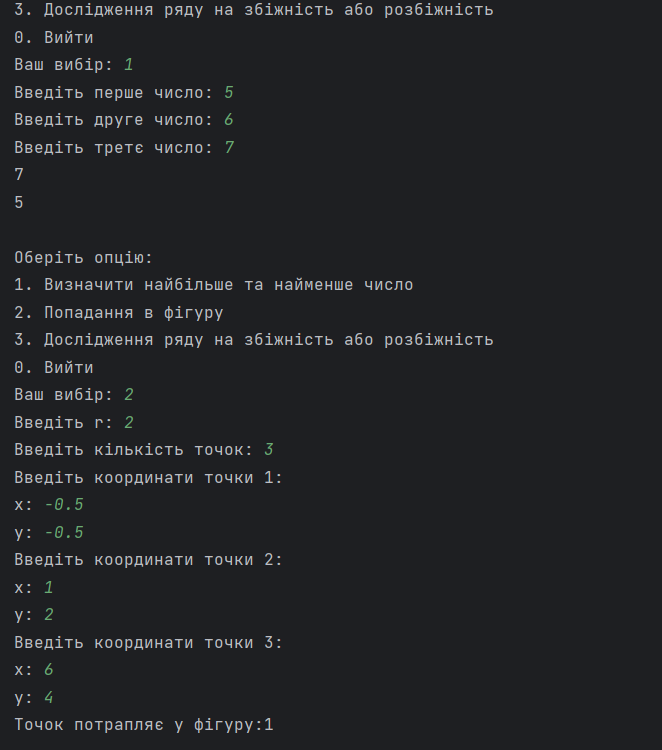 3. Дослідження ряду на збіжність або розбіжність
0. Вийти
Ваш вибір: 1
Введіть перше число: 5
Введіть друге число: 6
Введіть третє число: 7
7
5
Оберіть опцію:
1. Визначити найбільше та найменше число
2. Попадання в фігуру
3. Дослідження ряду на збіжність або розбіжність
0. Вийти
Ваш вибір: 2
Введіть r: 2
Введіть кількість точок: 3
Введіть координати точки 1:
x: -0.5
y: -0.5
Введіть координати точки 2:
x: 1
y: 2
Введіть координати точки 3:
x: 6
y: 4
Точок потрапляє у фігуру:1